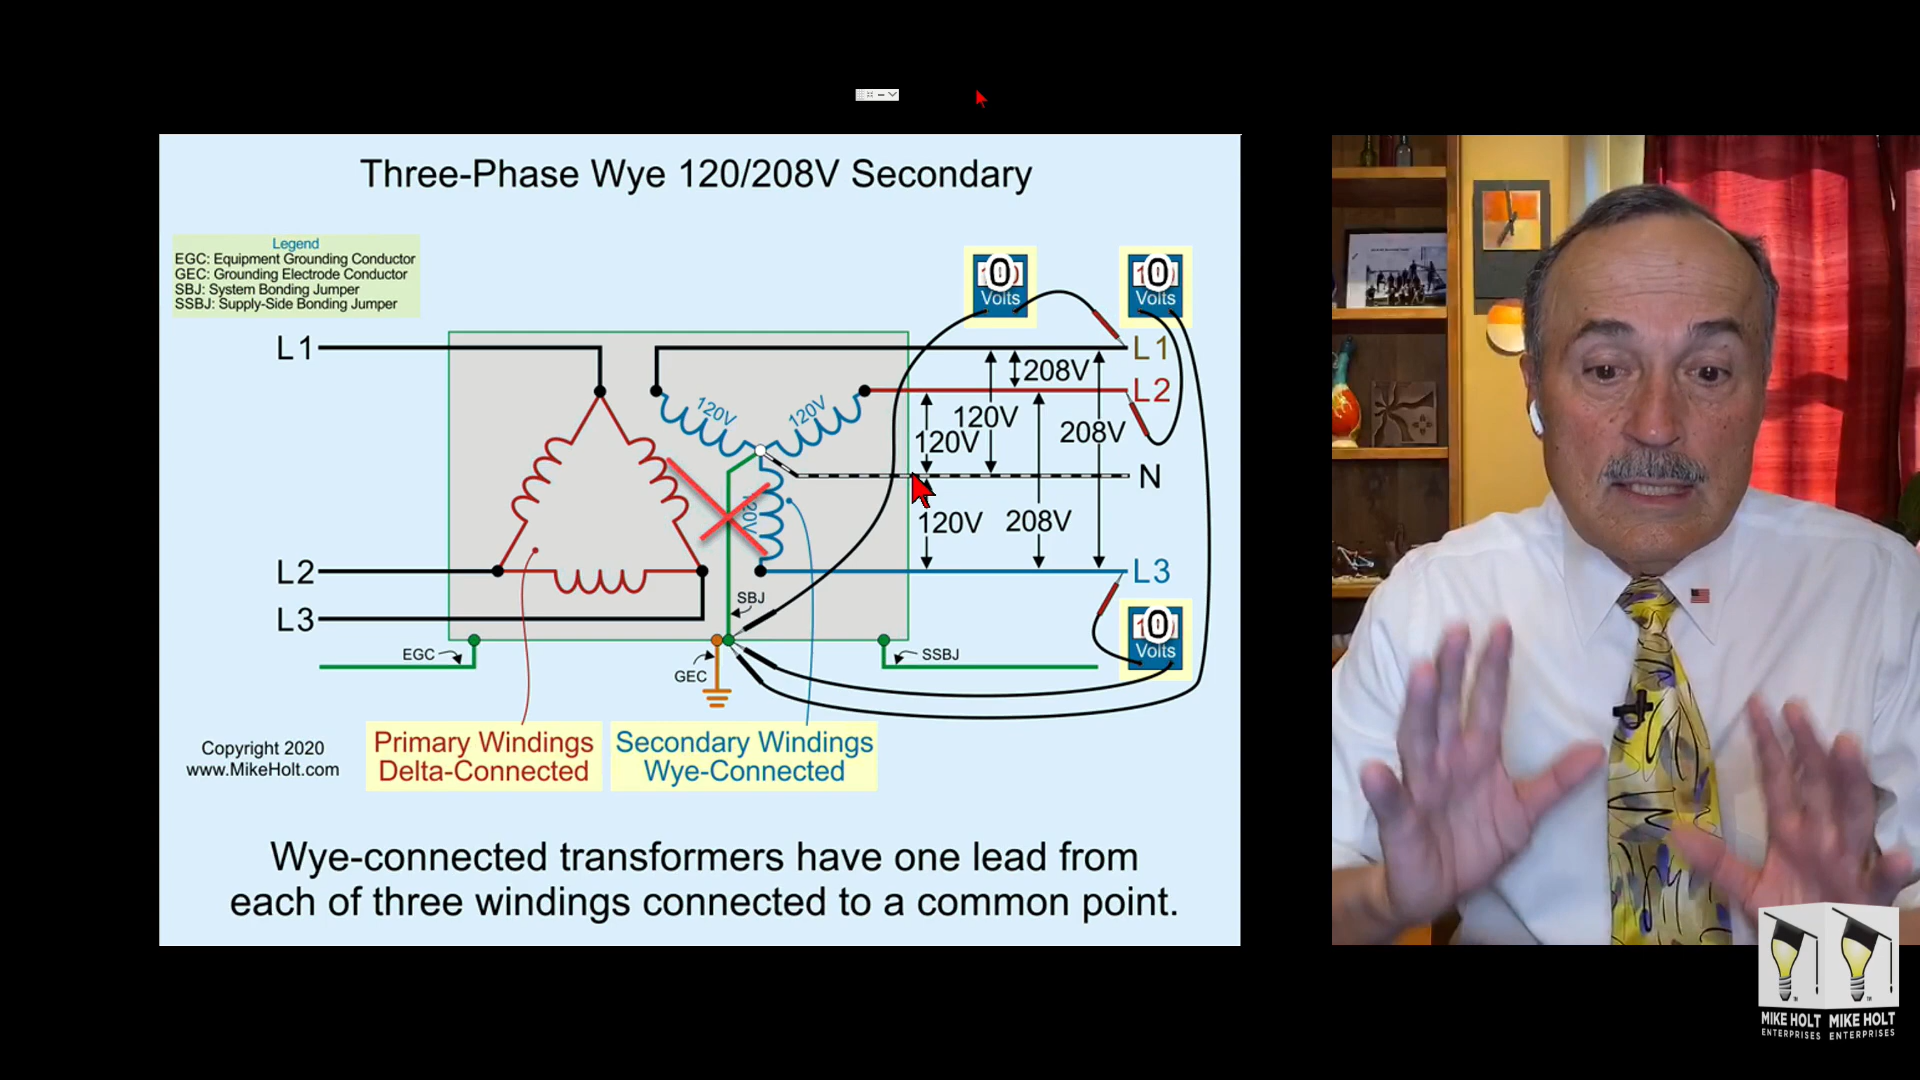 Three-Phase Wye 120/208V Secondary
Legend
EGC: Equipment Grounding Conductor
GEC: Grounding Electrode Conductor
SBJ: System Bonding Jumper
SSBJ: Supply-Side Bonding Jumper
0
Volts
0
Volts
L1
L1
208V
L2
120V
120V
120V
120V
208V
N
120V
120V
208V
L2
L3
L3
SBJ
0
Volts
EGC
SSBJ
GEC
Copyright 2020
www.MikeHolt.com
Primary Windings
Delta-Connected
Secondary Windings
Wye-Connected
Wye-connected transformers have one lead from
each of three windings connected to a common point.
MIKE HOLT
ENTERPRISES
MIKE HOLT
ENTERPRISES